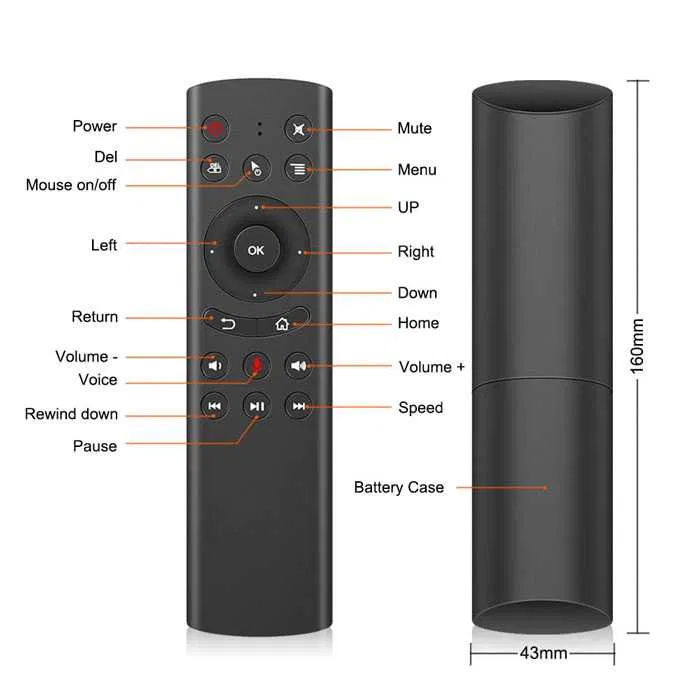 Power
Mute
Del
Mouse on/off
Menu
UP
Left
OK
Right
Down
Return
Home
Volume -
Voice
Volume +
Rewind down
Speed
Pause
Battery Case
160mm
43mm